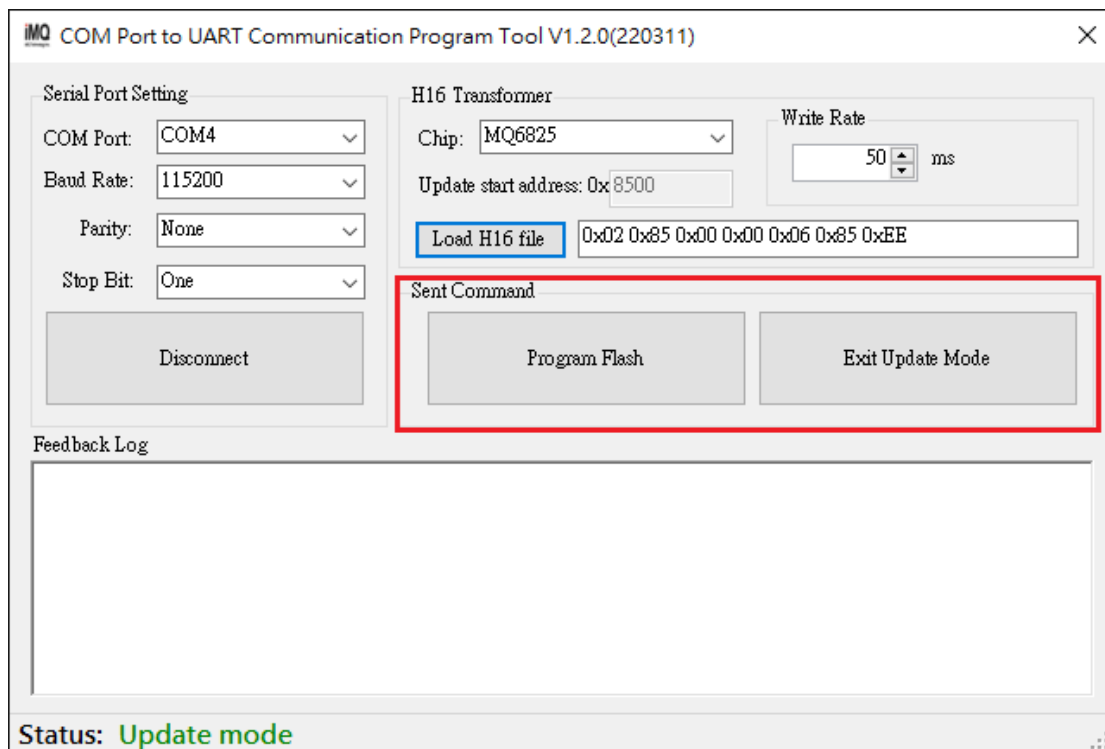 iMQ COM Port to UART Communication Program Tool V1.2.0(220311)
Serial Port Setting
COM Port: COM4
Baud Rate: 115200
Parity: None
Stop Bit: One
Disconnect
H16 Transformer
Chip: MQ6825
Update start address: 0x 8500
Write Rate
50 ms
Load H16 file 0x02 0x85 0x00 0x00 0x06 0x85 0xEE
Sent Command
Program Flash
Exit Update Mode
Feedback Log
Status: Update mode